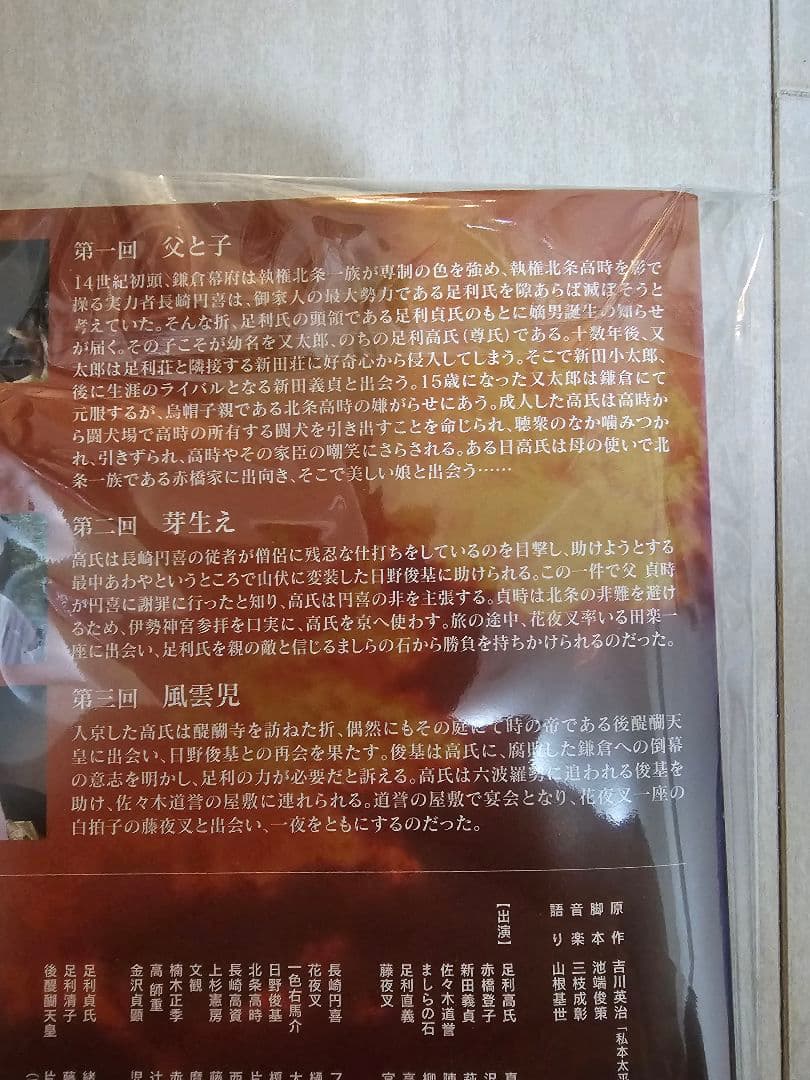 第一回　父と子
14世紀初頭、鎌倉幕府は執権北条一族が専制の色を強め、執権北条高時を影で
操る実力者長崎円喜は、御家人の最大勢力である足利氏を隙あらば滅ぼそうと
考えていた。そんな折、足利氏の頭領である足利貞氏のもとに嫡男誕生の知らせ
が届く。その子こそが幼名を又太郎、のちの足利高氏(尊氏)である。十数年後、又
太郎は足利荘と隣接する新田荘に好奇心から侵入してしまう。そこで新田小太郎、
後に生涯のライバルとなる新田義貞と出会う。15歳になった又太郎は鎌倉にて
元服するが、烏帽子親である北条高時の嫌がらせにあう。成人した高氏は高時か
ら闘犬場で高時の所有する闘犬を引き出すことを命じられ、聴衆のなか噛みつか
れ、引きずられ、高時やその家臣の嘲笑にさらされる。ある日高氏は母の使いで北
条一族である赤橋家に出向き、そこで美しい娘と出会う……
第二回　芽生え
高氏は長崎円喜の従者が僧侶に残忍な仕打ちをしているのを目撃し、助けようとする
最中あわやというところで山伏に変装した日野俊基に助けられる。この一件で父 貞時
が円喜に謝罪に行ったと知り、高氏は円喜の非を主張する。貞時は北条の非難を避け
るため、伊勢神宮参拝を口実に、高氏を京へ使わす。旅の途中、花夜叉率いる田楽一
座に出会い、足利氏を親の敵と信じるましらの石から勝負を持ちかけられるのだった。
第三回　風雲児
入京した高氏は醍醐寺を訪ねた折、偶然にもその庭にて時の帝である後醍醐天
皇に出会い、日野俊基との再会を果たす。俊基は高氏に、腐敗した鎌倉への倒幕
の意志を明かし、足利の力が必要だと訴える。高氏は六波羅勢に追われる俊基を
助け、佐々木道誉の屋敷に連れられる。道誉の屋敷で宴会となり、花夜叉一座の
白拍子の藤夜叉と出会い、一夜をともにするのだった。
原作 吉川英治「私本太平
脚本 池端俊策
音楽 三枝成彰
語り 山根基世
【出演】
足利高氏 真
赤橋登子 沢
新田義貞 萩
佐々木道誉 陣
ましらの石 柳
足利直義 高
藤夜叉 宮
長崎円喜 フ
花夜叉 樋
一色右馬介 大
日野俊基 榎
北条高時 片
長崎高資 西
上杉憲房 藤
文観 麿
楠木正季 赤
高師重 辻
金沢貞顕 児
足利貞氏 緒
足利清子 藤
後醍醐天皇 片